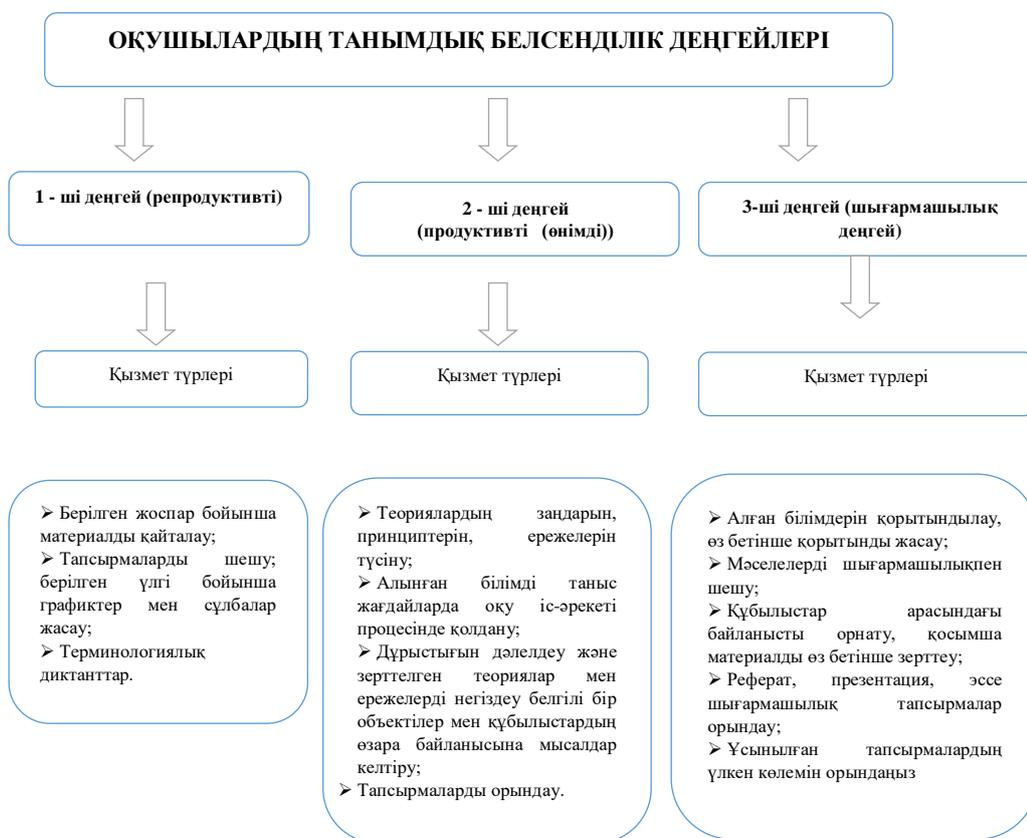 ОҚУШЫЛАРДЫҢ ТАНЫМДЫҚ БЕЛСЕНДІЛІК ДЕҢГЕЙЛЕРІ
1 - ші деңгей (репродуктивті)
2 - ші деңгей
(продуктивті (өнімді))
3-ші деңгей (шығармашылық
деңгей)
Қызмет түрлері
Қызмет түрлері
Қызмет түрлері
➢ Берілген жоспар бойынша
материалды қайталау;
➢ Тапсырмаларды шешу;
берілген үлгі бойынша
графиктер мен сұлбалар
жасау;
➢ Терминологиялық
диктанттар.
➢ Теориялардың заңдарын,
принциптерін, ережелерін
түсіну;
➢ Алынған білімді таныс
жағдайларда оқу іс-әрекеті
процесінде қолдану;
➢ Дұрыстығын дәлелдеу және
зерттелген теориялар мен
ережелерді негіздеу белгілі бір
объектілер мен құбылыстардың
өзара байланысына мысалдар
келтіру;
➢ Тапсырмаларды орындау.
➢ Алған білімдерін қорытындылау,
өз бетінше қорытынды жасау;
➢ Мәселелерді шығармашылықпен
шешу;
➢ Құбылыстар арасындағы
байланысты орнату, қосымша
материалды өз бетінше зерттеу;
➢ Реферат, презентация, эссе
шығармашылық тапсырмалар
орындау;
➢ Ұсынылған тапсырмалардың
үлкен көлемін орындаңыз